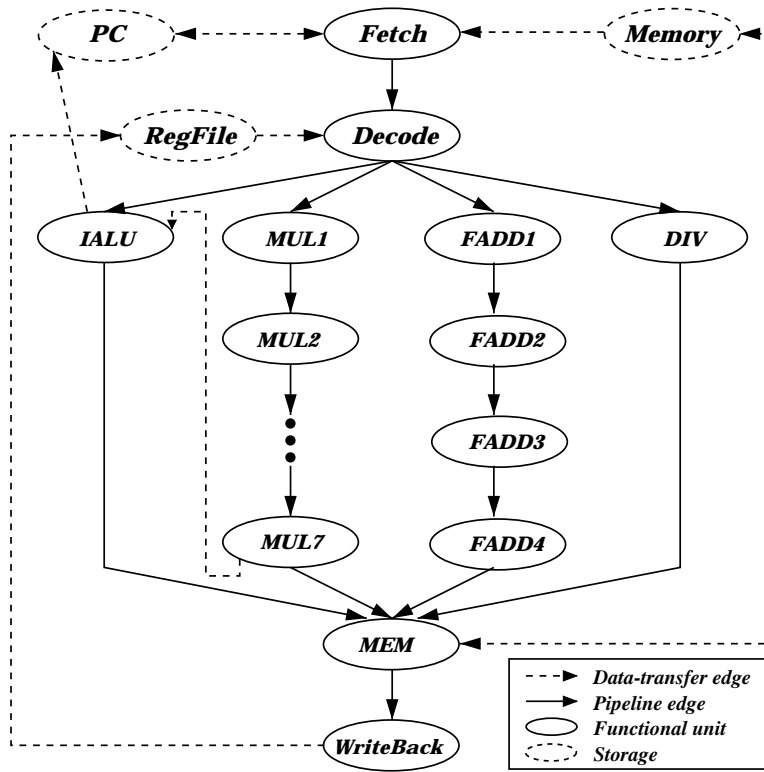 PC
Fetch
Memory
RegFile
Decode
IALU
MUL1
FADD1
DIV
MUL2
FADD2
FADD3
MUL7
FADD4
MEM
WriteBack
Data-transfer edge
Pipeline edge
Functional unit
Storage